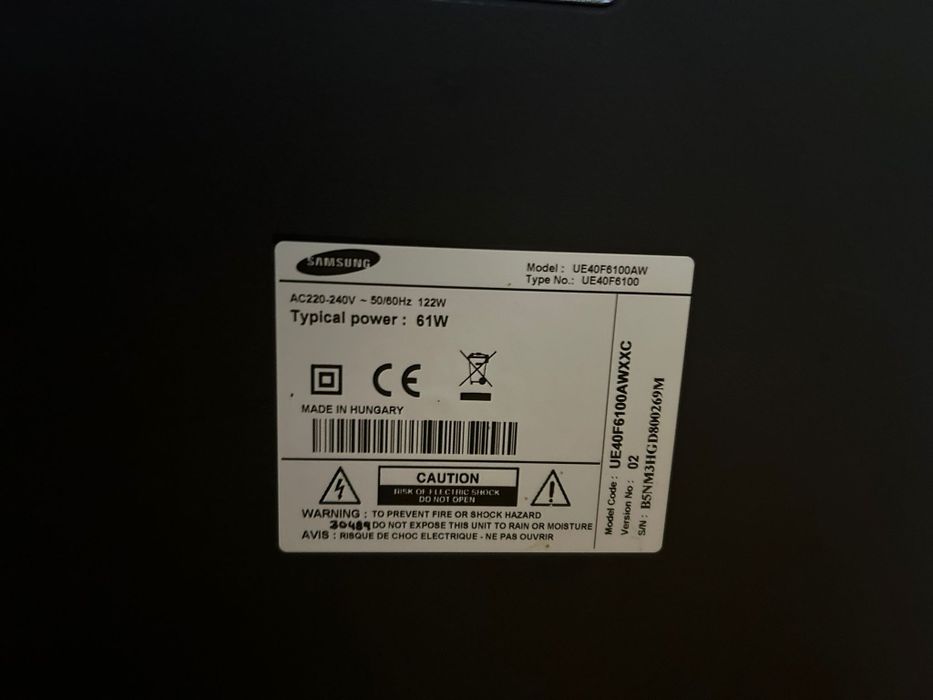 SAMSUNG
Model : UE40F6100AW
Type No.: UE40F6100
AC220-240V ~ 50/60Hz 122W
Typical power : 61W
CE
MADE IN HUNGARY
CAUTION
RISK OF ELECTRIC SHOCK
DO NOT OPEN
WARNING : TO PREVENT FIRE OR SHOCK HAZARD
30489 DO NOT EXPOSE THIS UNIT TO RAIN OR MOISTURE
AVIS : RISQUE DE CHOC ELECTRIQUE - NE PAS OUVRIR
Model Code : UE40F6100AWXXC
Version No : 02
S/N : B5NM3HGD800269M